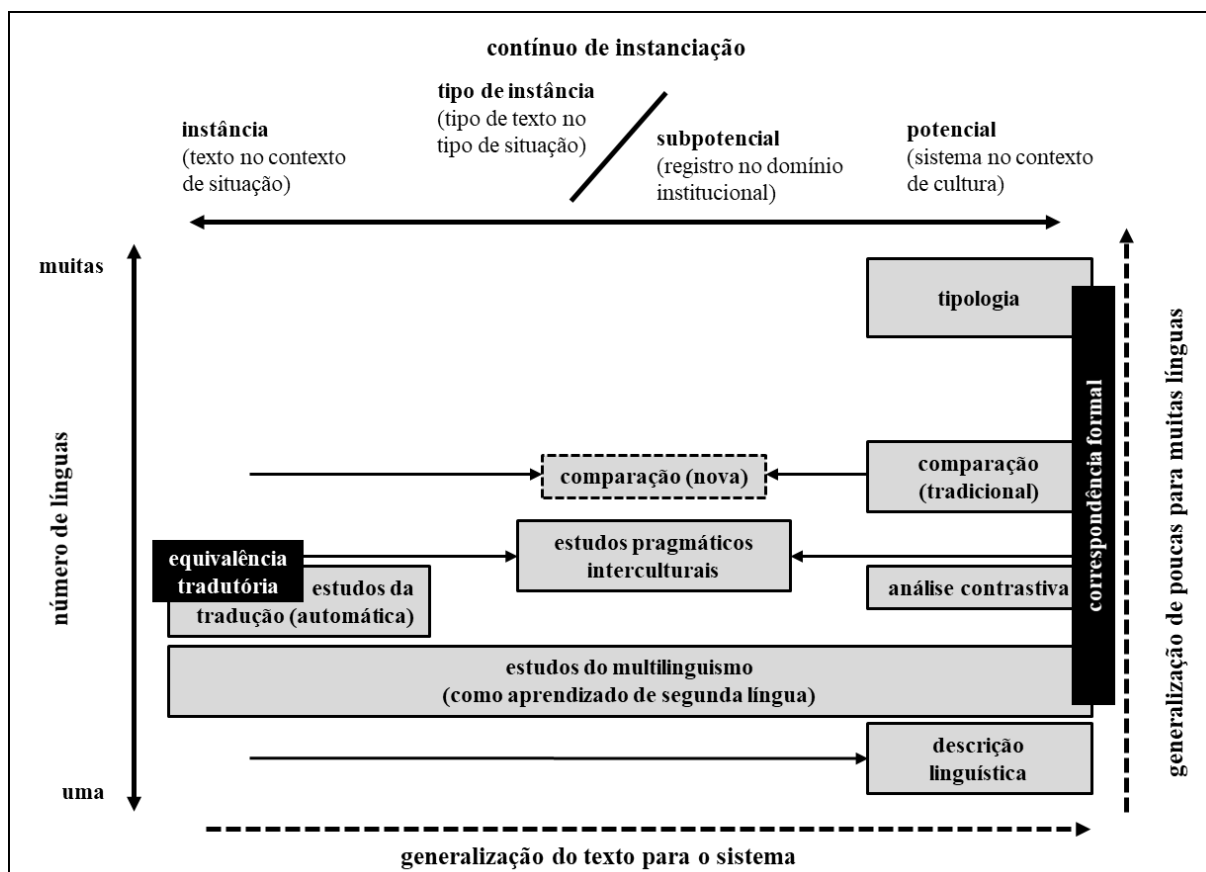 contínuo de instanciação
instância
(texto no contexto
de situação)
tipo de instância
(tipo de texto no
tipo de situação)
subpotencial
(registro no domínio
institucional)
potencial
(sistema no contexto
de cultura)
muitas
número de línguas
uma
tipologia
comparação (nova)
comparação
(tradicional)
equivalência
tradutória
estudos da
tradução (automática)
estudos pragmáticos
interculturais
análise contrastiva
estudos do multilinguismo
(como aprendizado de segunda língua)
descrição
linguística
correspondência formal
generalização de poucas para muitas línguas
generalização do texto para o sistema